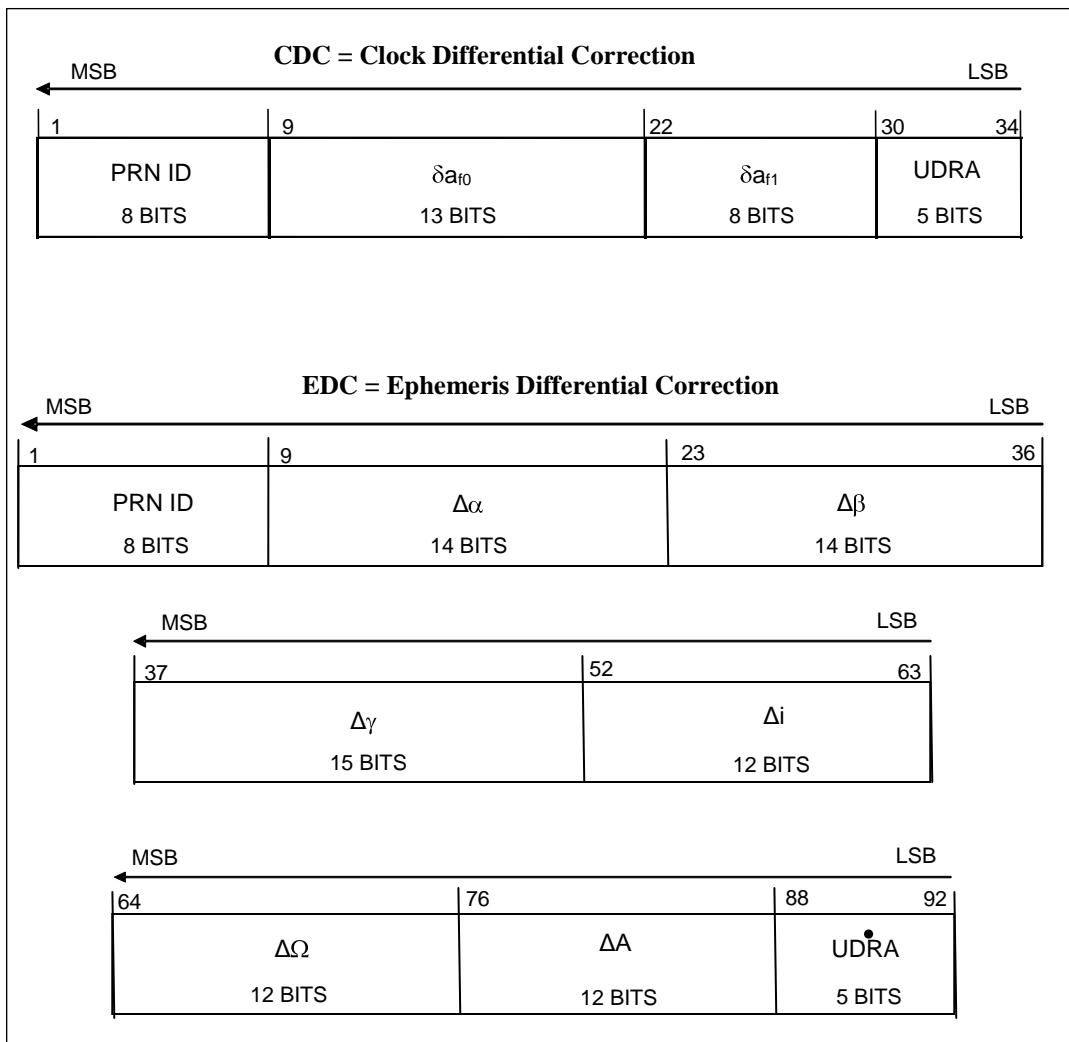 CDC = Clock Differential Correction
MSB LSB
1 9 22 30 34
PRN ID δaf0 δaf1 UDRA
8 BITS 13 BITS 8 BITS 5 BITS
EDC = Ephemeris Differential Correction
MSB LSB
1 9 23 36
PRN ID Δα Δβ
8 BITS 14 BITS 14 BITS
MSB LSB
37 52 63
Δγ Δi
15 BITS 12 BITS
MSB LSB
64 76 88 92
ΔΩ ΔA UDṘA
12 BITS 12 BITS 5 BITS